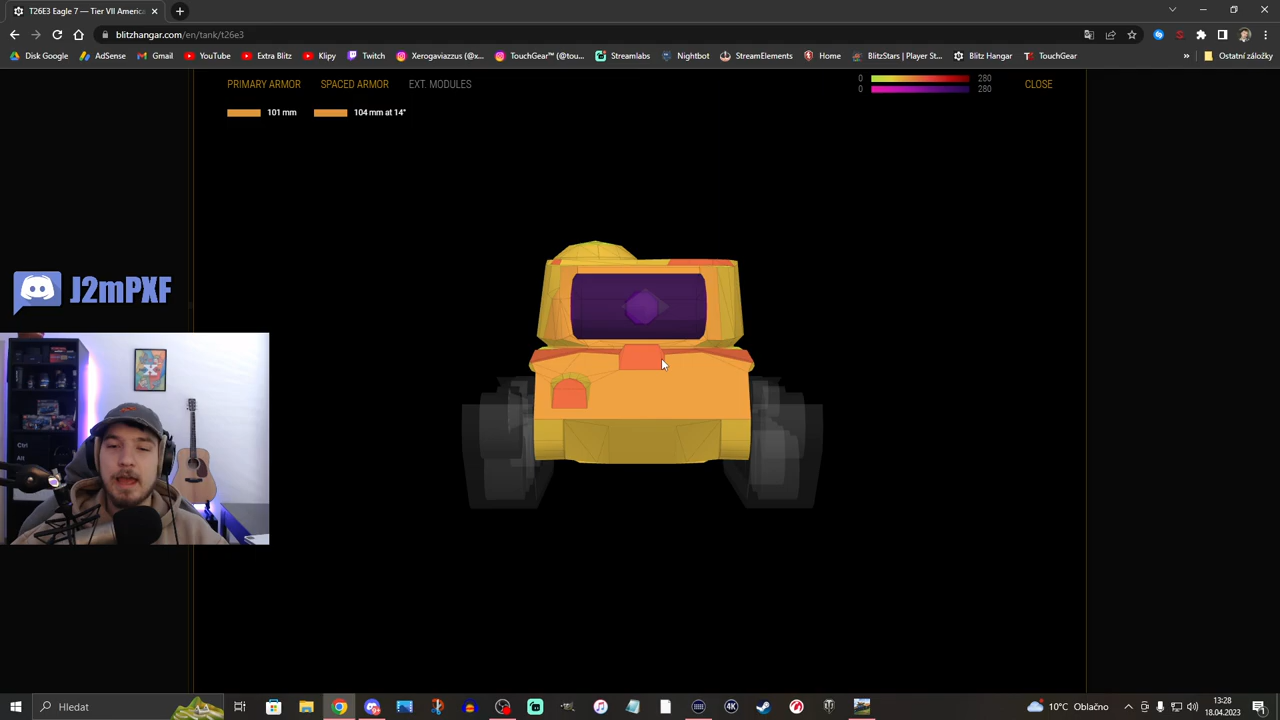 T26E3 Eagle 7 — Tier VII America
blitzhangar.com/en/tank/t26e3
Disk Google AdSense Gmail YouTube Extra Blitz Klipy Twitch Xerogaviazzus (@x... TouchGear™ (@tou... Streamlabs Nightbot StreamElements Home BlitzStars | Player St... Blitz Hangar TouchGear » Ostatní záložky
PRIMARY ARMOR SPACED ARMOR EXT. MODULES 0 280 CLOSE
0 280
101 mm 104 mm at 14°
J2mPXF
Ctrl
Alt
Hledat 10°C Oblačno 13:28
18.04.2023